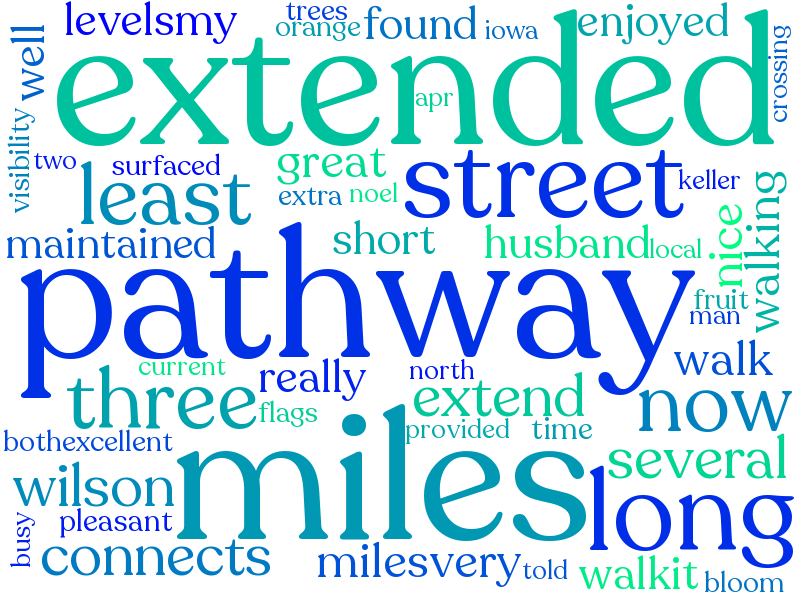 levelsmy
trees
orange
found
iowa
enjoyed
crossing
well
extended
apr
visibility
two
surfaced
great
street
keller
least
extra
noel
nice
walking
maintained
short
husband
local
pathway
fruit
man
current
really
north
walk
three
flags
extend
now
bothexcellent
provided
time
miles
several
wilson
long
busy
pleasant
connects
milesvery
told
walkit
bloom